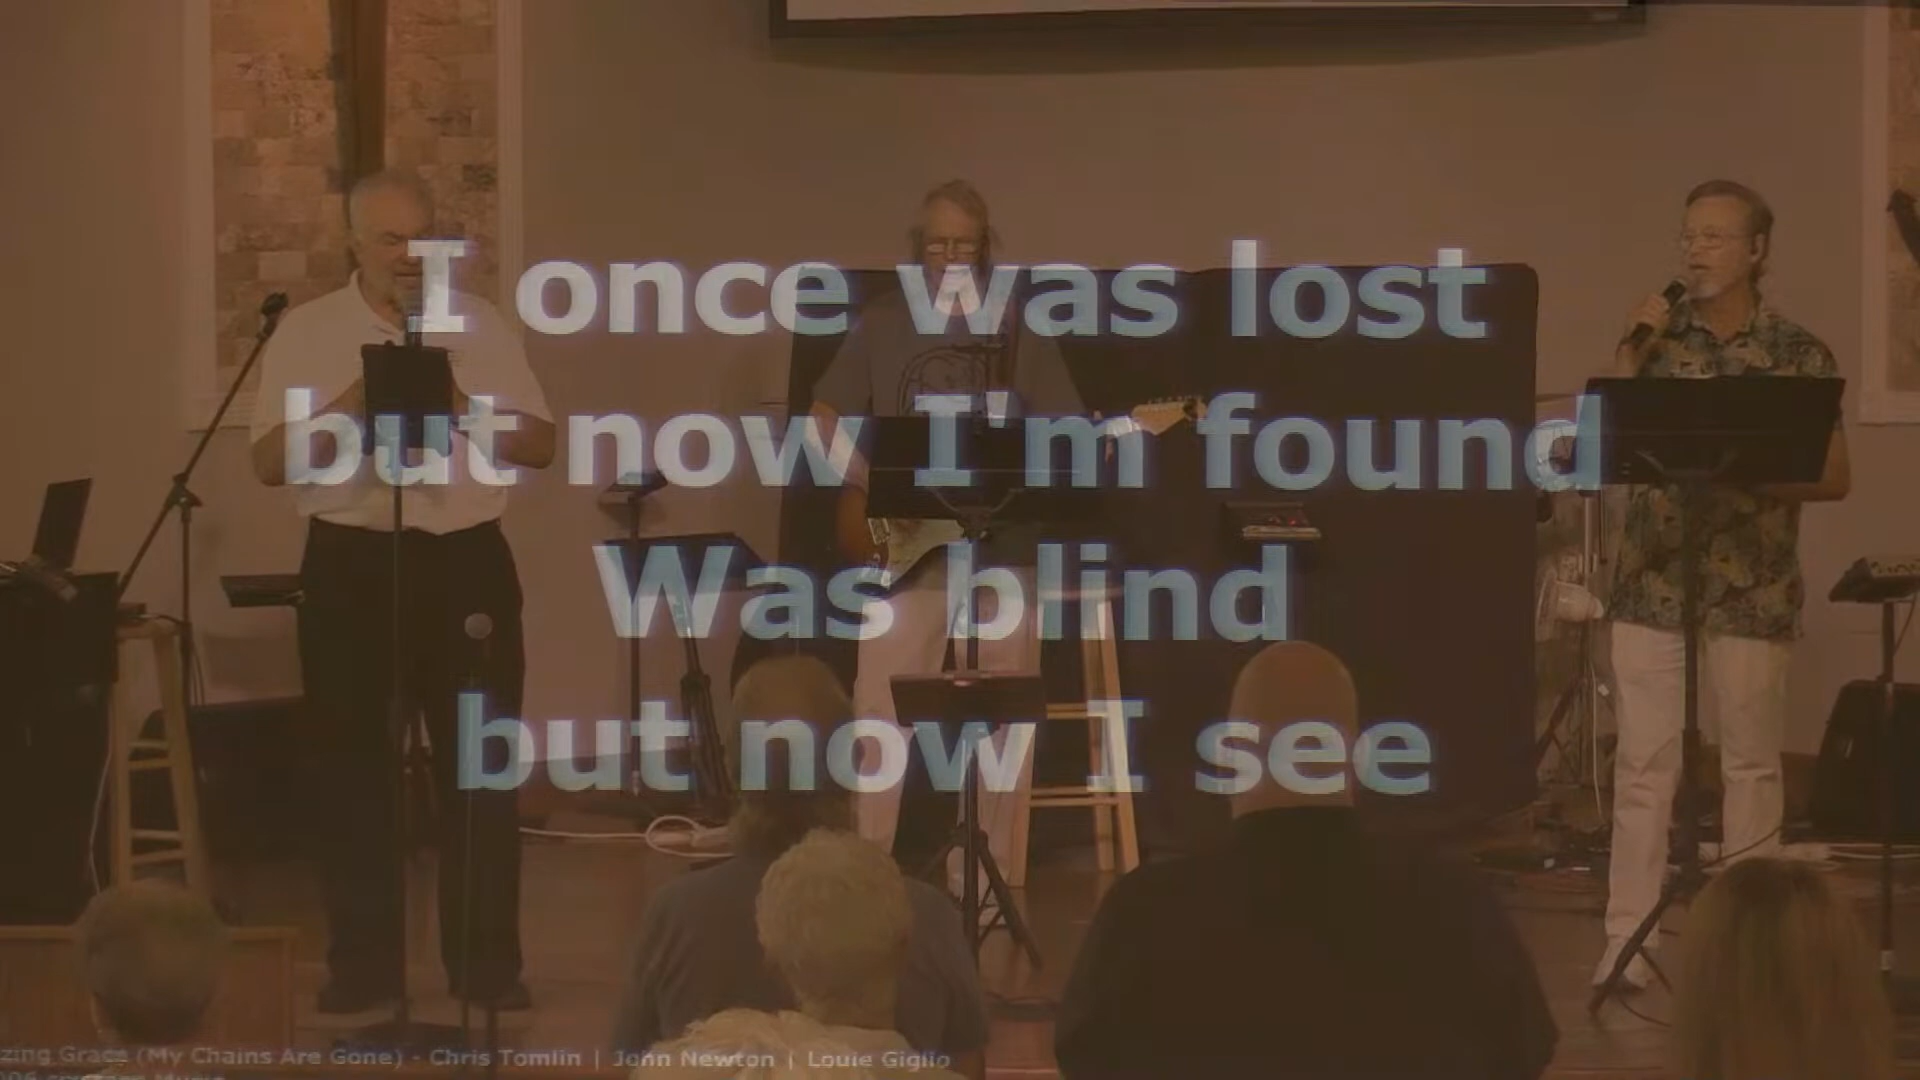 I once was lost
but now I'm found
Was blind
but now I see
zing Grace (My Chains Are Gone) - Chris Tomlin | John Newton | Louie Giglio